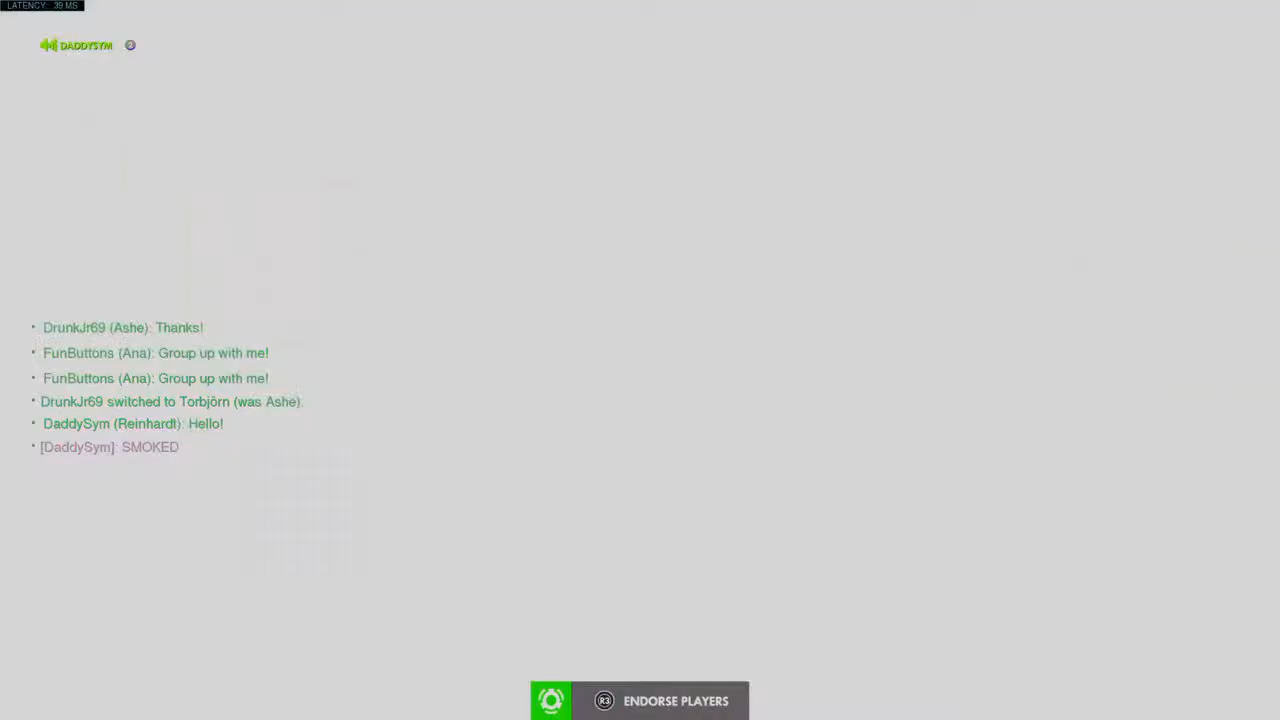 LATENCY: 39 MS
DADDYSYM
DrunkJr69 (Ashe): Thanks!
FunButtons (Ana): Group up with me!
FunButtons (Ana): Group up with me!
DrunkJr69 switched to Torbjörn (was Ashe).
DaddySym (Reinhardt): Hello!
[DaddySym]: SMOKED
R3 ENDORSE PLAYERS